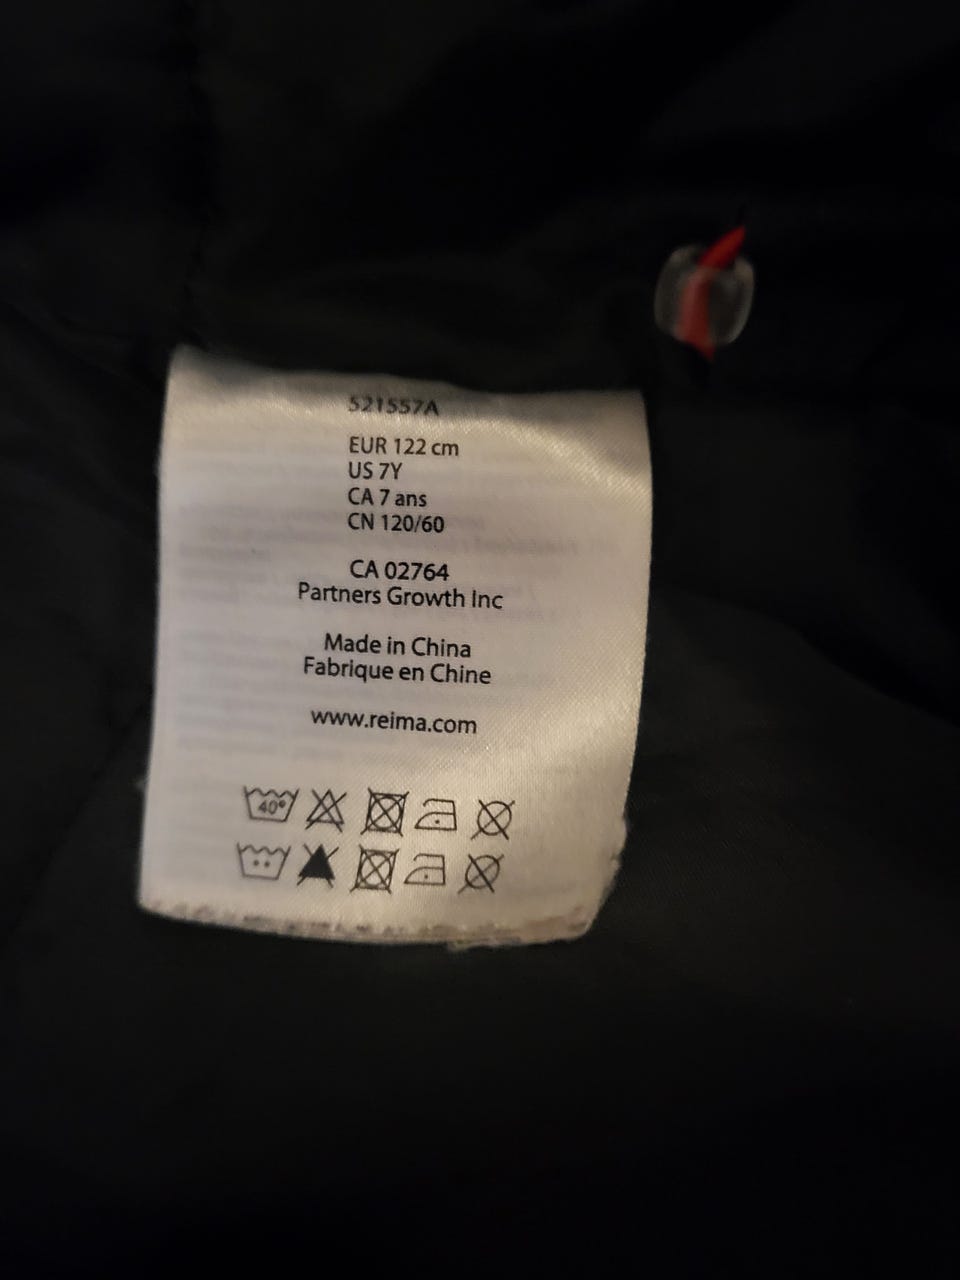 521557A
EUR 122 cm
US 7Y
CA 7 ans
CN 120/60
CA 02764
Partners Growth Inc
Made in China
Fabrique en Chine
www.reima.com
40°